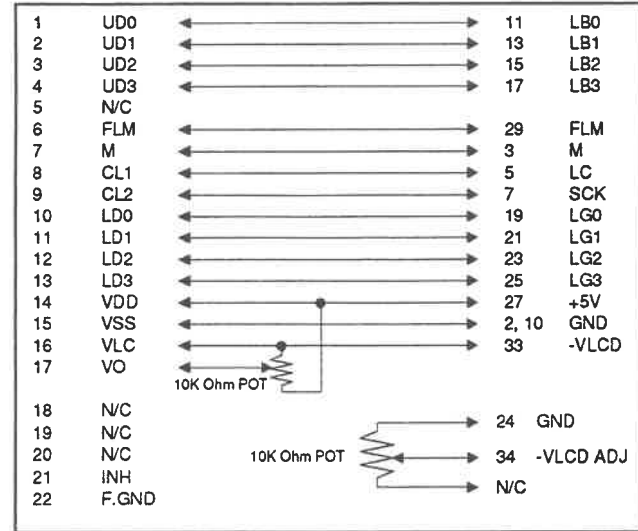 1 UD0 11 LB0
2 UD1 13 LB1
3 UD2 15 LB2
4 UD3 17 LB3
5 N/C
6 FLM 29 FLM
7 M 3 M
8 CL1 5 LC
9 CL2 7 SCK
10 LD0 19 LG0
11 LD1 21 LG1
12 LD2 23 LG2
13 LD3 25 LG3
14 VDD 27 +5V
15 VSS 2, 10 GND
16 VLC 33 -VLCD
17 VO
10K Ohm POT
18 N/C 24 GND
19 N/C
20 N/C 10K Ohm POT 34 -VLCD ADJ
21 INH N/C
22 F.GND